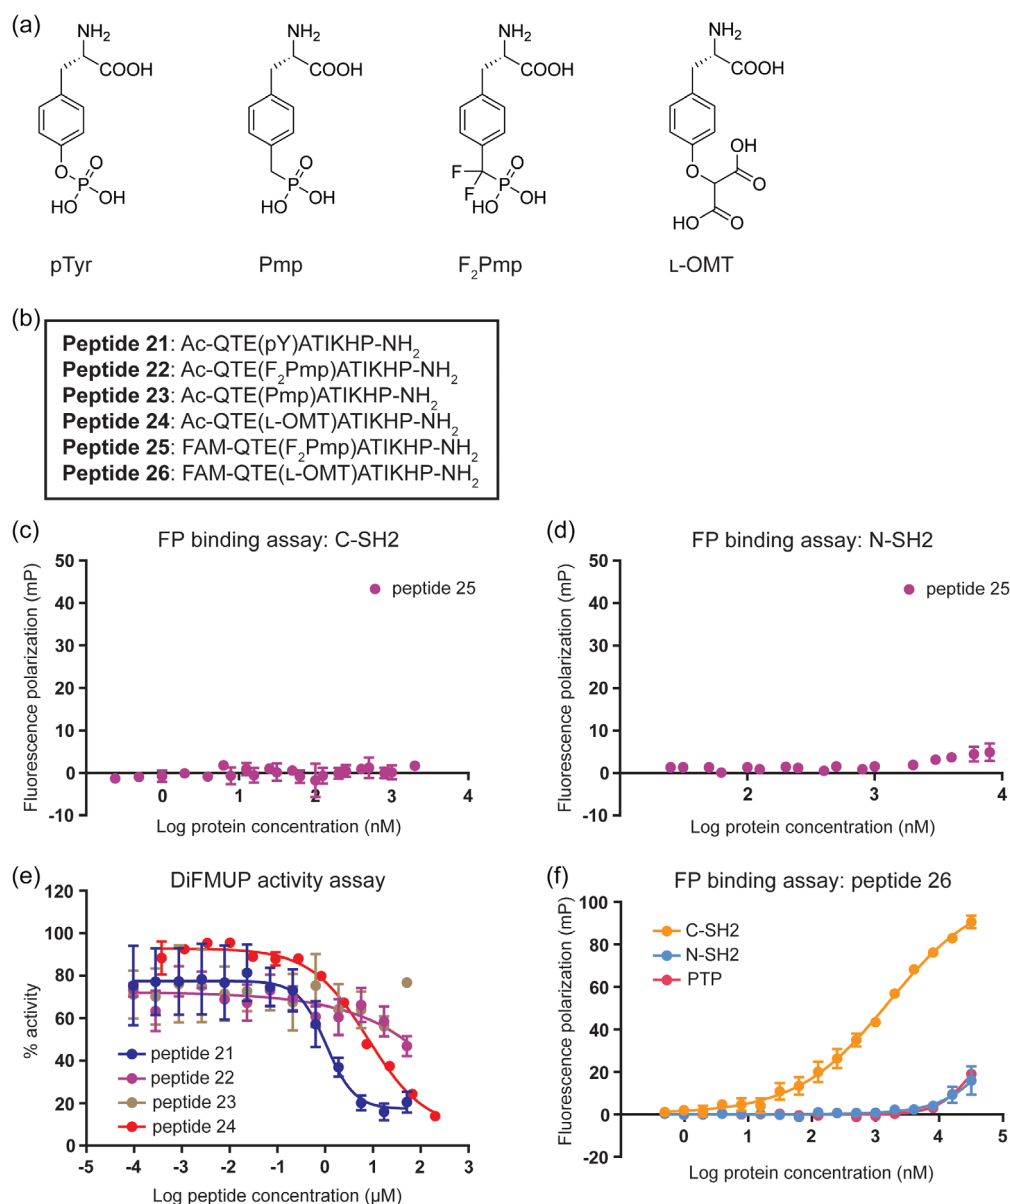 (a)
NH2 NH2 NH2 NH2
COOH COOH COOH COOH
O O P OH HO
O P OH HO
F F O P OH HO
OH O O HO O
pTyr Pmp F2Pmp L-OMT
(b)
Peptide 21: Ac-QTE(pY)ATIKHP-NH2
Peptide 22: Ac-QTE(F2Pmp)ATIKHP-NH2
Peptide 23: Ac-QTE(Pmp)ATIKHP-NH2
Peptide 24: Ac-QTE(L-OMT)ATIKHP-NH2
Peptide 25: FAM-QTE(F2Pmp)ATIKHP-NH2
Peptide 26: FAM-QTE(L-OMT)ATIKHP-NH2
(c)
FP binding assay: C-SH2
Fluorescence polarization (mP)
50
40
30
20
10
0
-10
0 1 2 3 4
peptide 25
Log protein concentration (nM)
(d)
FP binding assay: N-SH2
Fluorescence polarization (mP)
50
40
30
20
10
0
-10
2 3 4
peptide 25
Log protein concentration (nM)
(e)
DiFMUP activity assay
% activity
120
100
80
60
40
20
0
-5 -4 -3 -2 -1 0 1 2 3
peptide 21
peptide 22
peptide 23
peptide 24
Log peptide concentration (µM)
(f)
FP binding assay: peptide 26
Fluorescence polarization (mP)
100
80
60
40
20
0
-20
0 1 2 3 4 5
C-SH2
N-SH2
PTP
Log protein concentration (nM)